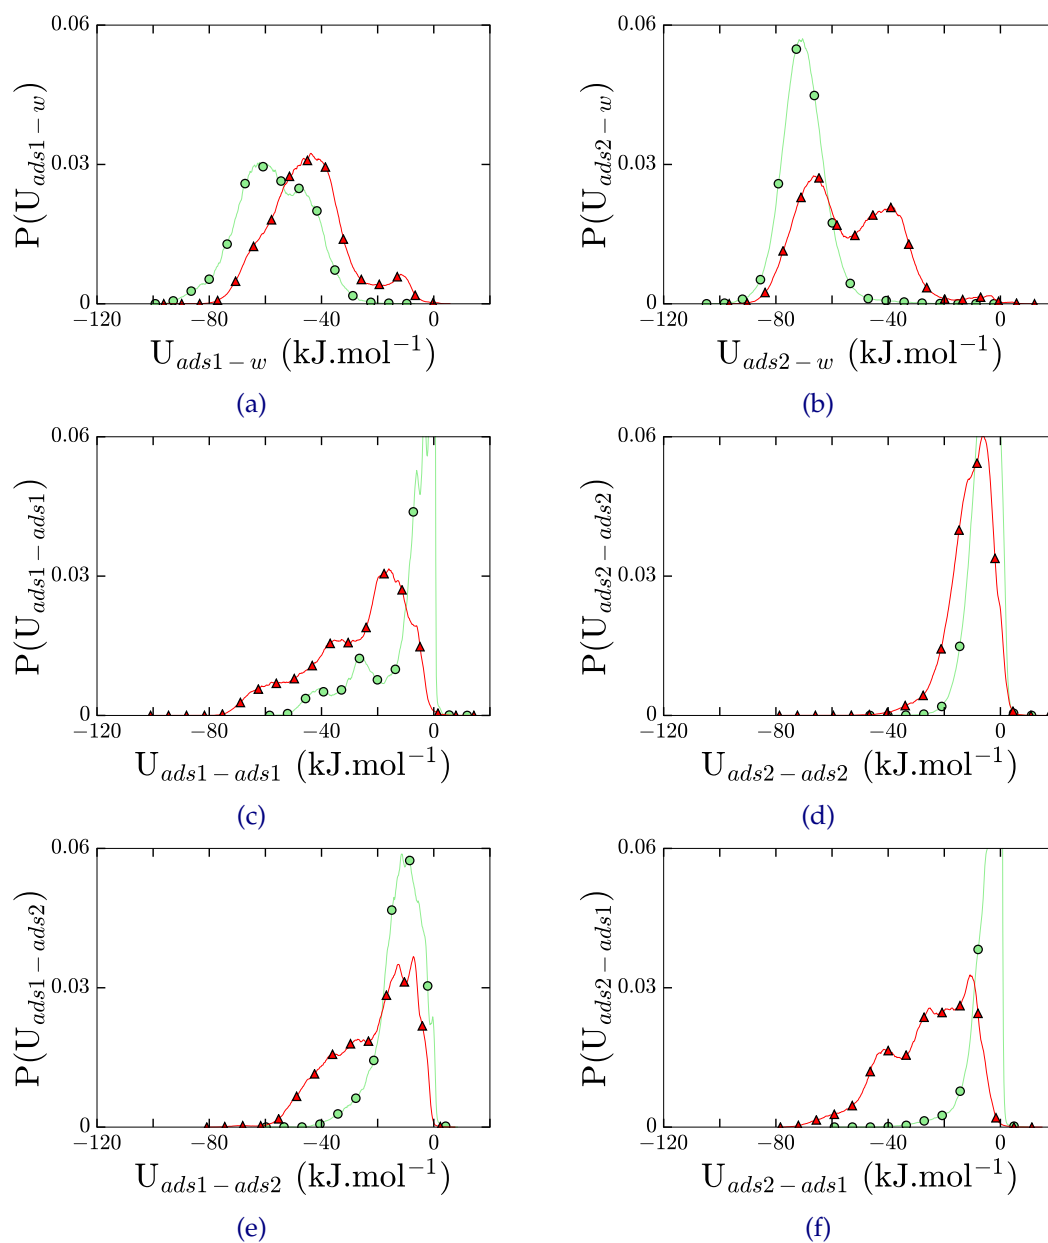 0.06
0.03
0
P(U_{ads1-w})
−120 −80 −40 0
U_{ads1-w} (kJ.mol^{-1})
(a)
0.06
0.03
0
P(U_{ads2-w})
−120 −80 −40 0
U_{ads2-w} (kJ.mol^{-1})
(b)
0.06
0.03
0
P(U_{ads1-ads1})
−120 −80 −40 0
U_{ads1-ads1} (kJ.mol^{-1})
(c)
0.06
0.03
0
P(U_{ads2-ads2})
−120 −80 −40 0
U_{ads2-ads2} (kJ.mol^{-1})
(d)
0.06
0.03
0
P(U_{ads1-ads2})
−120 −80 −40 0
U_{ads1-ads2} (kJ.mol^{-1})
(e)
0.06
0.03
0
P(U_{ads2-ads1})
−120 −80 −40 0
U_{ads2-ads1} (kJ.mol^{-1})
(f)